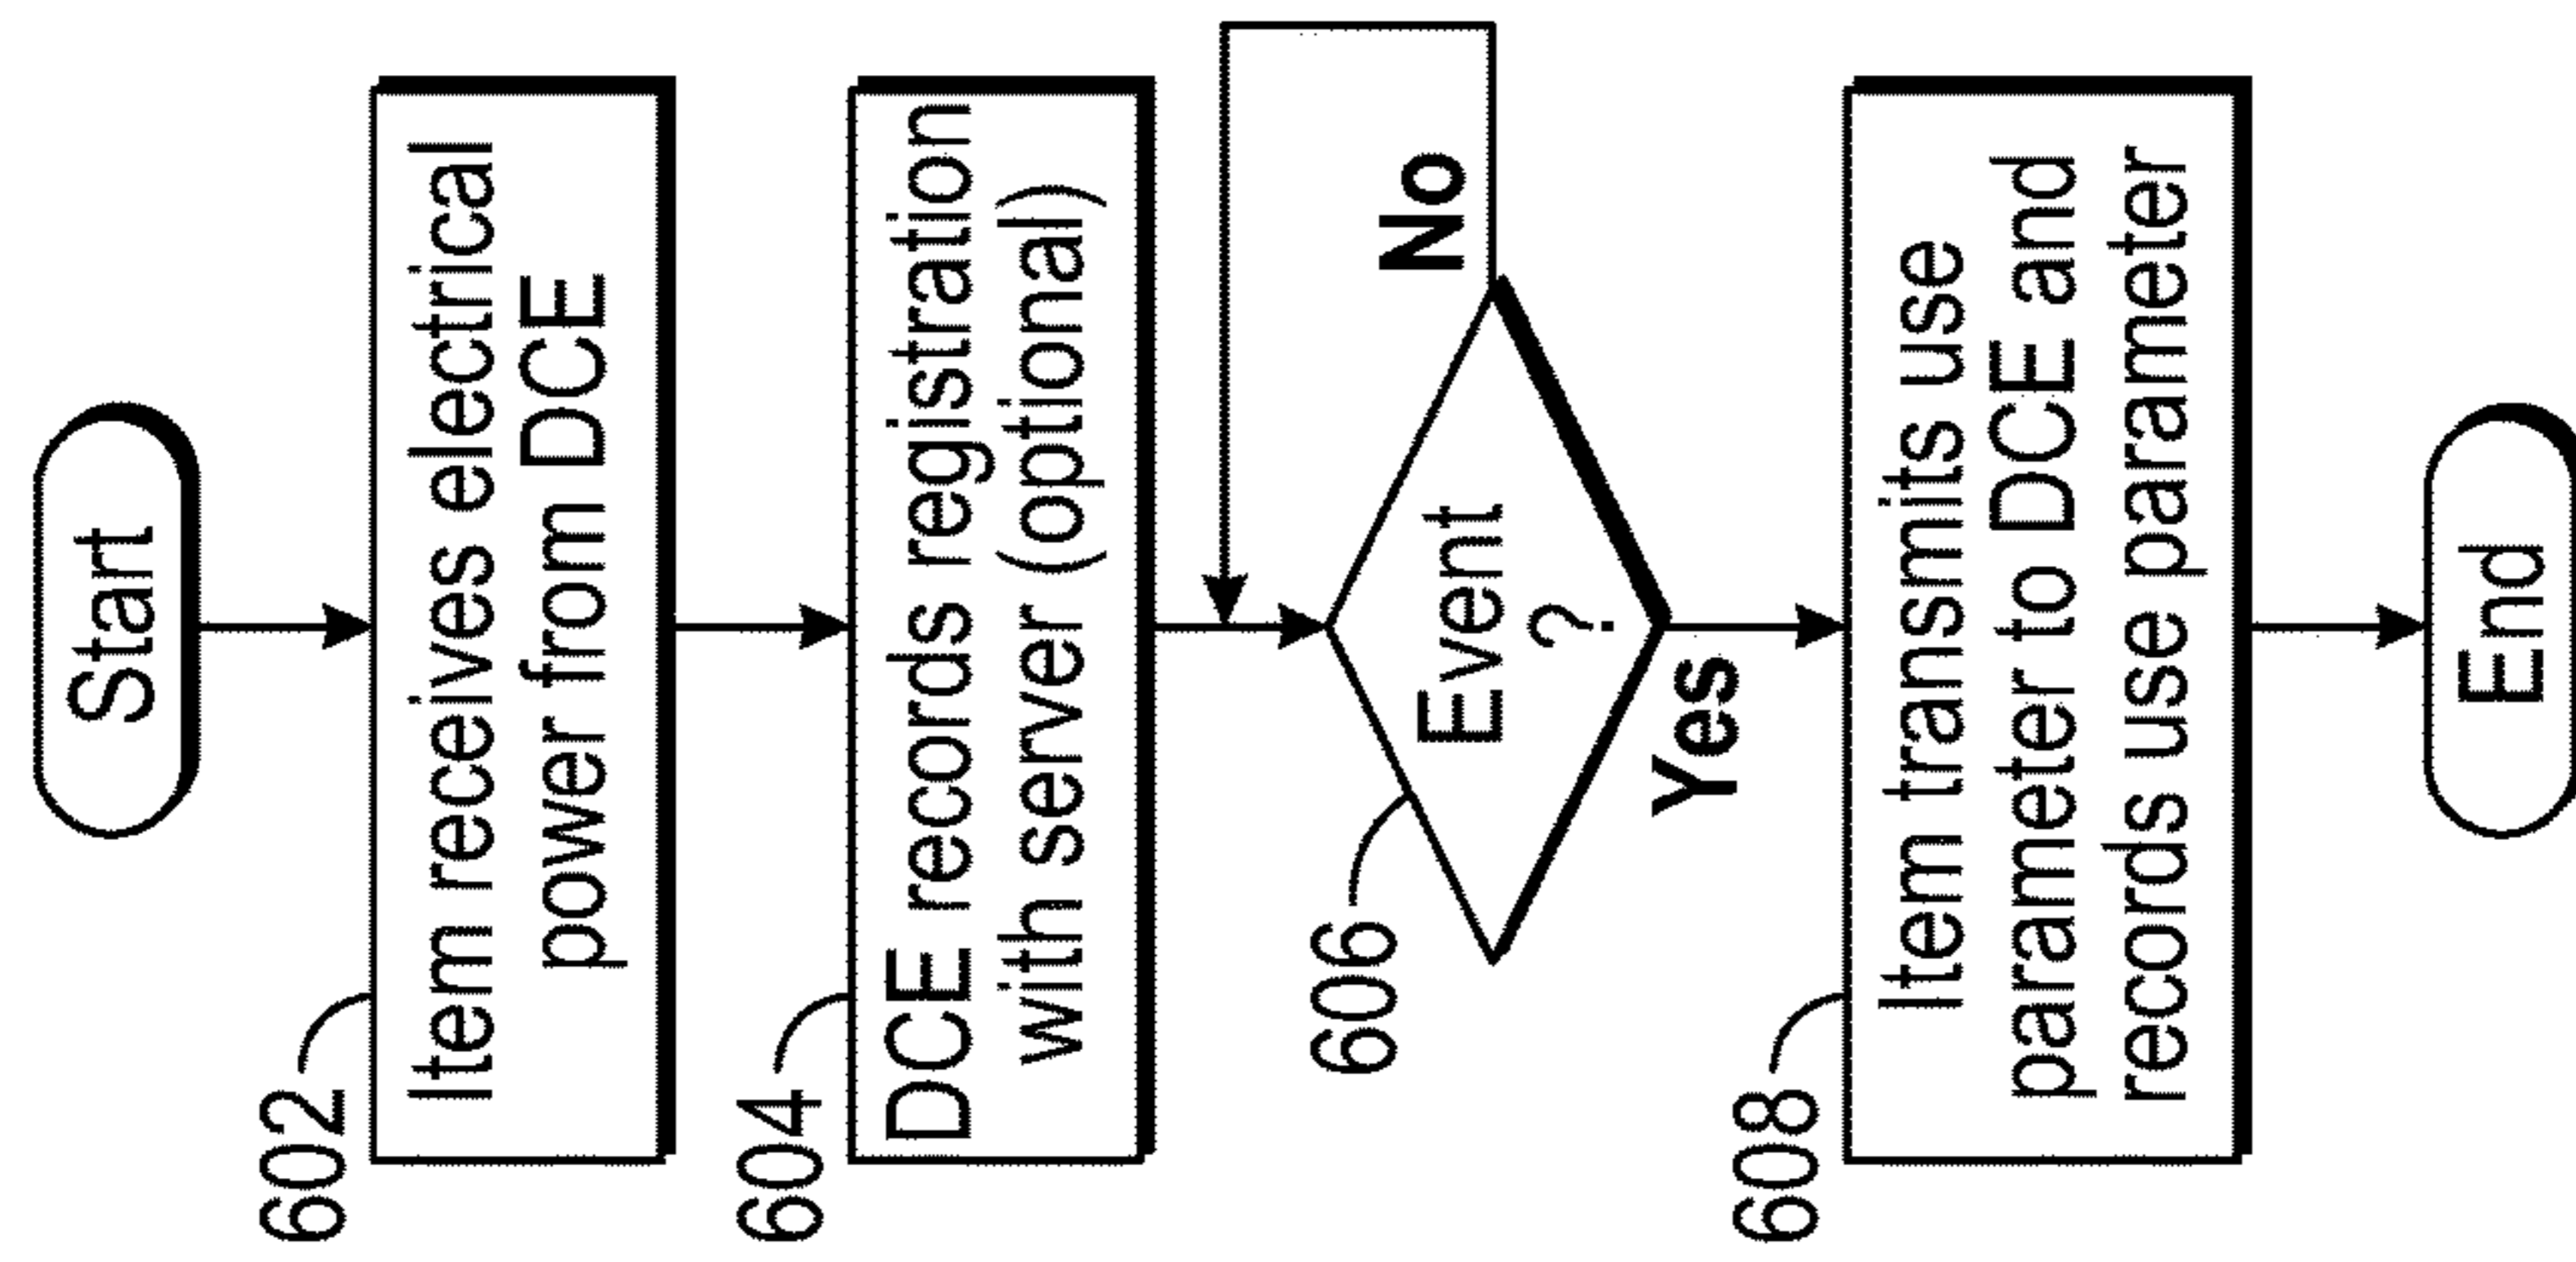 Start
602
Item receives electrical
power from DCE
604
DCE records registration
with server (optional)
606
Event
?
No
Yes
608
Item transmits use
parameter to DCE and
records use parameter
End